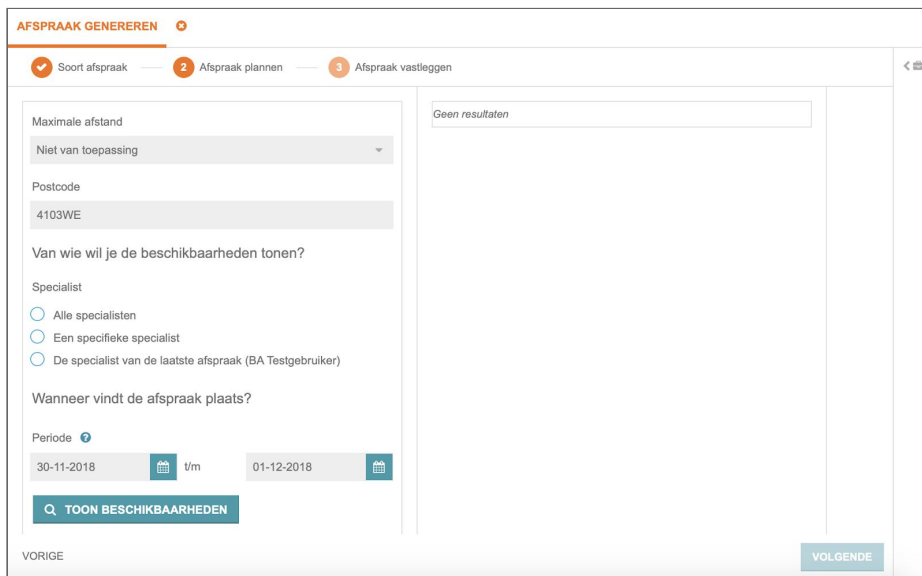 AFSPRAAK GENEREREN
Soort afspraak 2 Afspraak plannen 3 Afspraak vastleggen
Maximale afstand
Niet van toepassing
Postcode
4103WE
Van wie wil je de beschikbaarheden tonen?
Specialist
Alle specialisten
Een specifieke specialist
De specialist van de laatste afspraak (BA Testgebruiker)
Wanneer vindt de afspraak plaats?
Periode ?
30-11-2018 t/m 01-12-2018
TOON BESCHIKBAARHEDEN
Geen resultaten
VORIGE
VOLGENDE